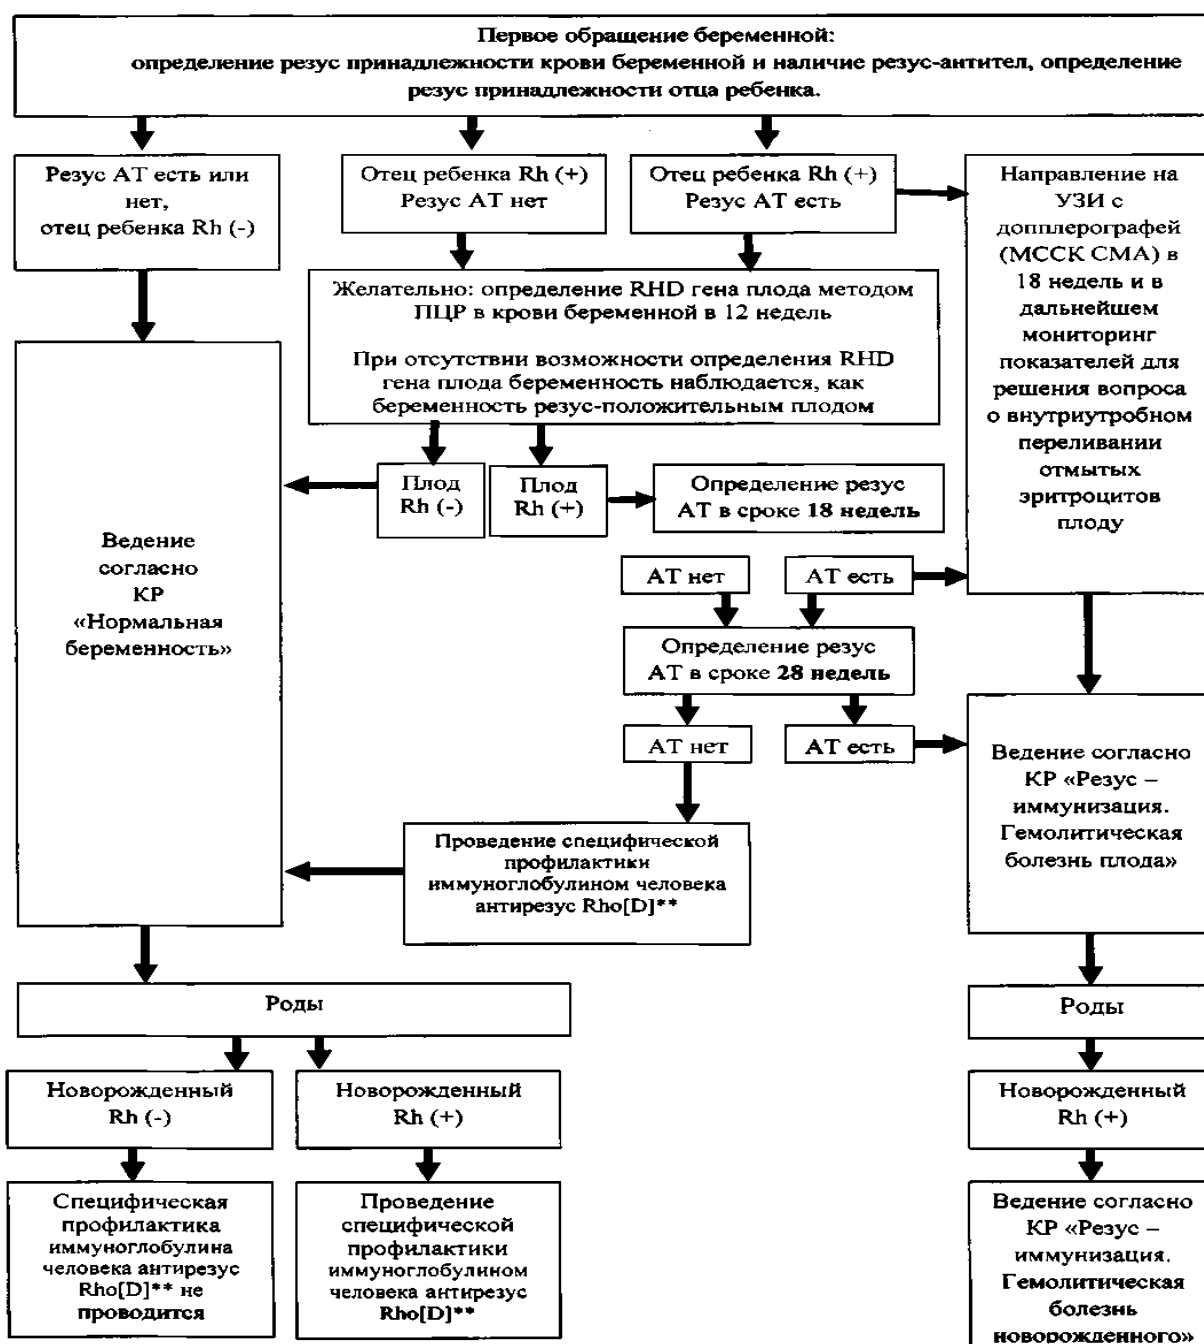 Первое обращение беременной:
определение резус принадлежности крови беременной и наличие резус-антител, определение
резус принадлежности отца ребенка.
Резус АТ есть или
нет,
отец ребенка Rh (-)
Отец ребенка Rh (+)
Резус АТ нет
Отец ребенка Rh (+)
Резус АТ есть
Направление на
УЗИ с
допплерографей
(МССК СМА) в
18 недель и в
дальнейшем
мониторинг
показателей для
решения вопроса
о внутриутробном
переливании
отмытых
эритроцитов
плоду
Желательно: определение RHD гена плода методом
ПЦР в крови беременной в 12 недель
При отсутствии возможности определения RHD
гена плода беременность наблюдается, как
беременность резус-положительным плодом
Плод
Rh (-)
Плод
Rh (+)
Определение резус
АТ в сроке 18 недель
Ведение
согласно
КР
«Нормальная
беременность»
АТ нет
АТ есть
Определение резус
АТ в сроке 28 недель
АТ нет
АТ есть
Ведение согласно
КР «Резус –
иммунизация.
Гемолитическая
болезнь плода»
Проведение специфической
профилактики
иммуноглобулином человека
антирезус Rho[D]**
Роды
Роды
Новорожденный
Rh (-)
Новорожденный
Rh (+)
Новорожденный
Rh (+)
Специфическая
профилактика
иммуноглобулина
человека антирезус
Rho[D]** не
проводится
Проведение
специфической
профилактики
иммуноглобулином
человека антирезус
Rho[D]**
Ведение согласно
КР «Резус –
иммунизация.
Гемолитическая
болезнь
новорожденного»